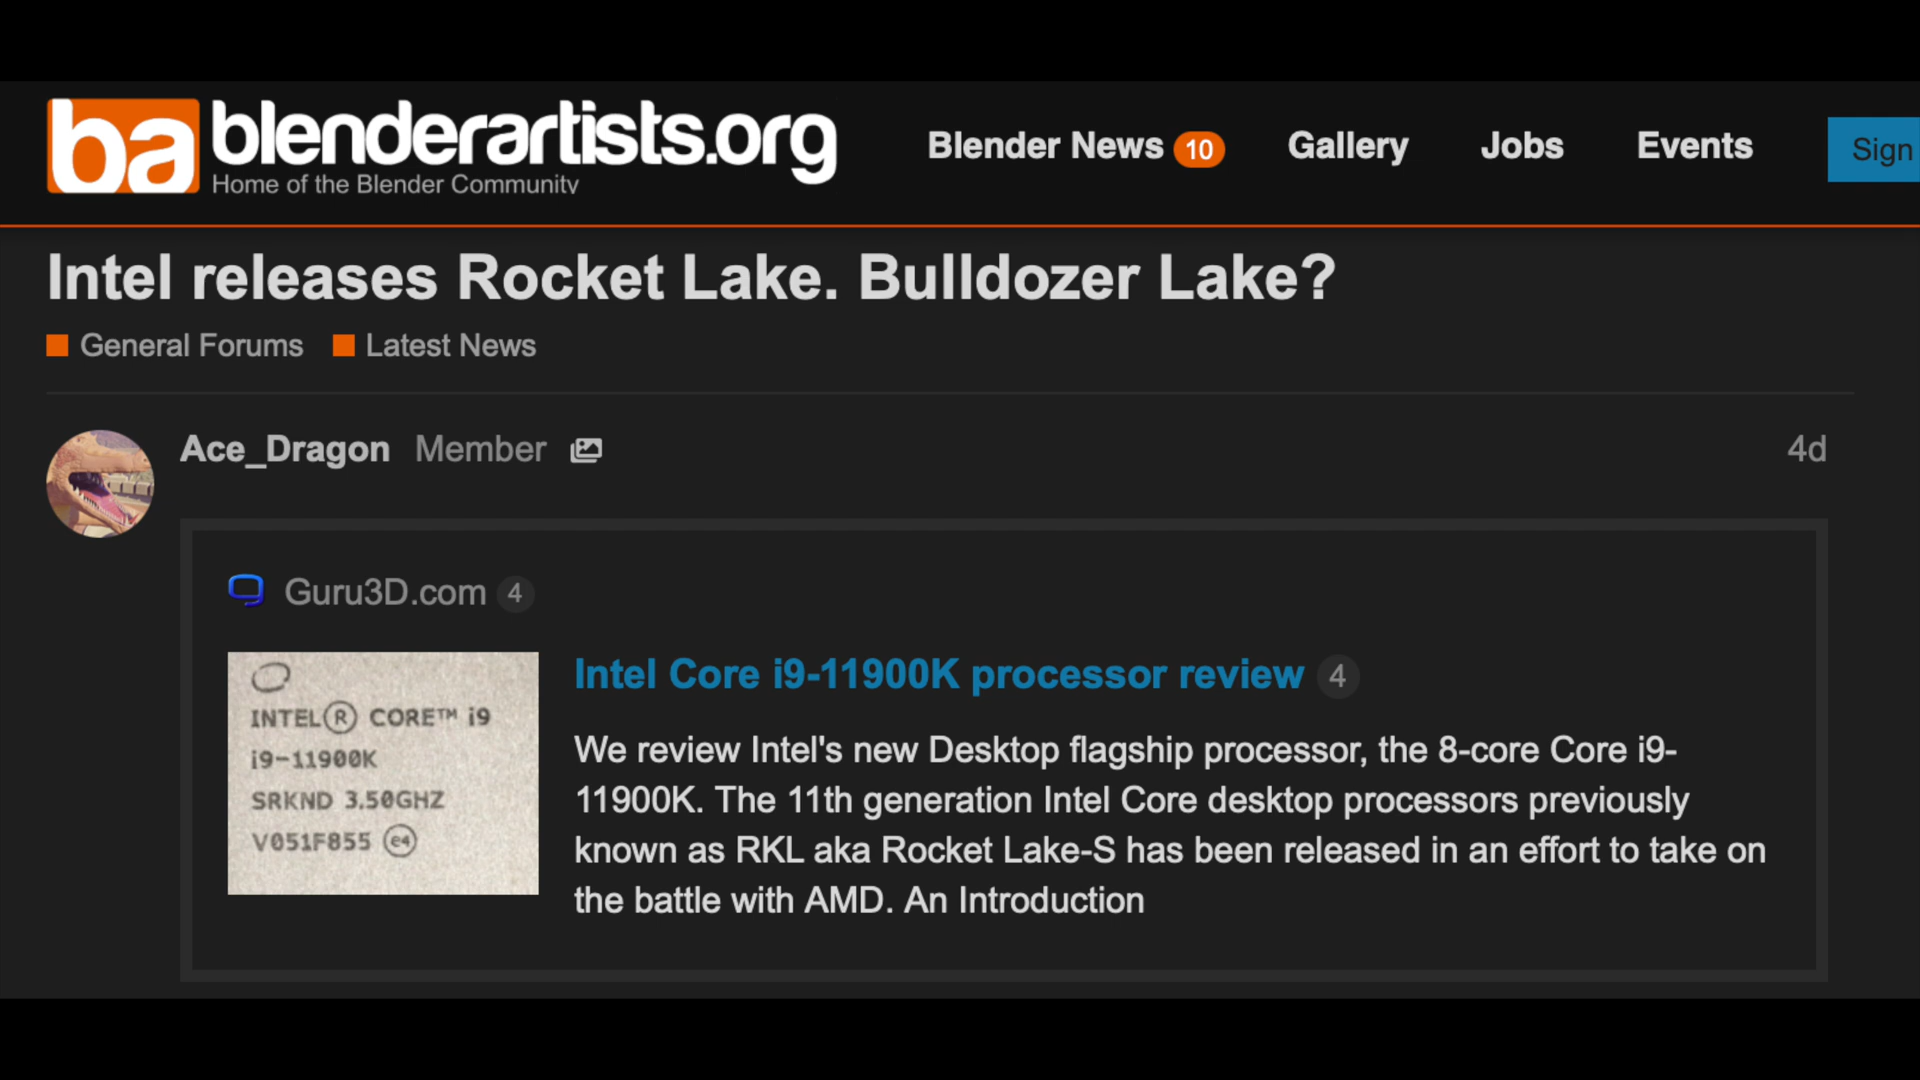 ba blenderartists.org
Home of the Blender Community
Blender News 10 Gallery Jobs Events Sign
Intel releases Rocket Lake. Bulldozer Lake?
General Forums Latest News
Ace_Dragon Member 4d
Guru3D.com 4
INTEL® CORE™ i9
i9-11900K
SRKND 3.50GHZ
V051F855 e4
Intel Core i9-11900K processor review 4
We review Intel's new Desktop flagship processor, the 8-core Core i9-
11900K. The 11th generation Intel Core desktop processors previously
known as RKL aka Rocket Lake-S has been released in an effort to take on
the battle with AMD. An Introduction